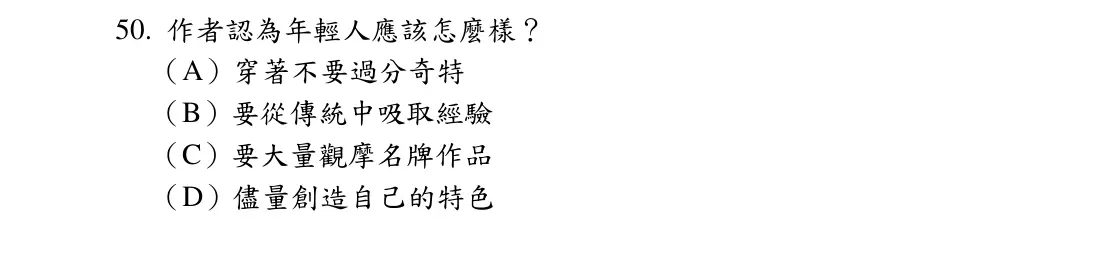 50. 作者認為年輕人應該怎麼樣？
（A）穿著不要過分奇特
（B）要從傳統中吸取經驗
（C）要大量觀摩名牌作品
（D）儘量創造自己的特色